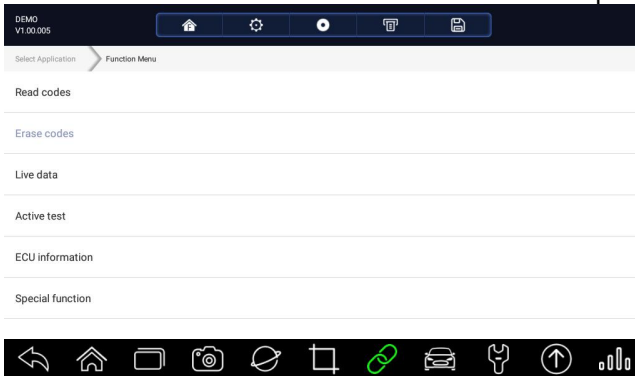 DEMO
V1.00.005
Select Application
Function Menu
Read codes
Erase codes
Live data
Active test
ECU information
Special function